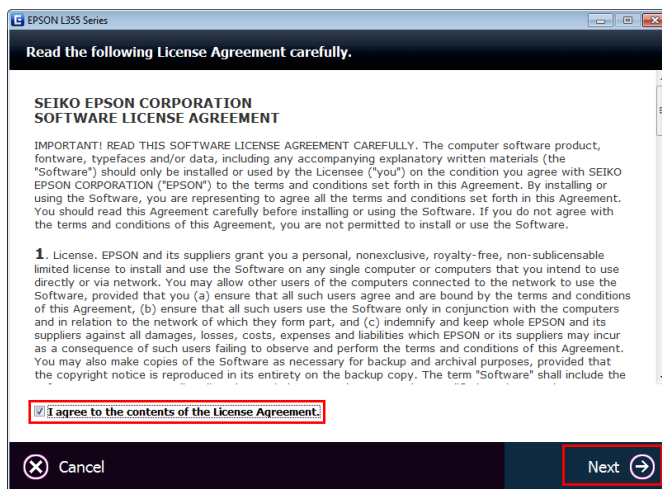 EPSON L355 Series
Read the following License Agreement carefully.
SEIKO EPSON CORPORATION
SOFTWARE LICENSE AGREEMENT
IMPORTANT! READ THIS SOFTWARE LICENSE AGREEMENT CAREFULLY. The computer software product,
fontware, typefaces and/or data, including any accompanying explanatory written materials (the
"Software") should only be installed or used by the Licensee ("you") on the condition you agree with SEIKO
EPSON CORPORATION ("EPSON") to the terms and conditions set forth in this Agreement. By installing or
using the Software, you are representing to agree all the terms and conditions set forth in this Agreement.
You should read this Agreement carefully before installing or using the Software. If you do not agree with
the terms and conditions of this Agreement, you are not permitted to install or use the Software.
1. License. EPSON and its suppliers grant you a personal, nonexclusive, royalty-free, non-sublicensable
limited license to install and use the Software on any single computer or computers that you intend to use
directly or via network. You may allow other users of the computers connected to the network to use the
Software, provided that you (a) ensure that all such users agree and are bound by the terms and conditions
of this Agreement, (b) ensure that all such users use the Software only in conjunction with the computers
and in relation to the network of which they form part, and (c) indemnify and keep whole EPSON and its
suppliers against all damages, losses, costs, expenses and liabilities which EPSON or its suppliers may incur
as a consequence of such users failing to observe and perform the terms and conditions of this Agreement.
You may also make copies of the Software as necessary for backup and archival purposes, provided that
the copyright notice is reproduced in its entirety on the backup copy. The term "Software" shall include the
I agree to the contents of the License Agreement.
Cancel
Next